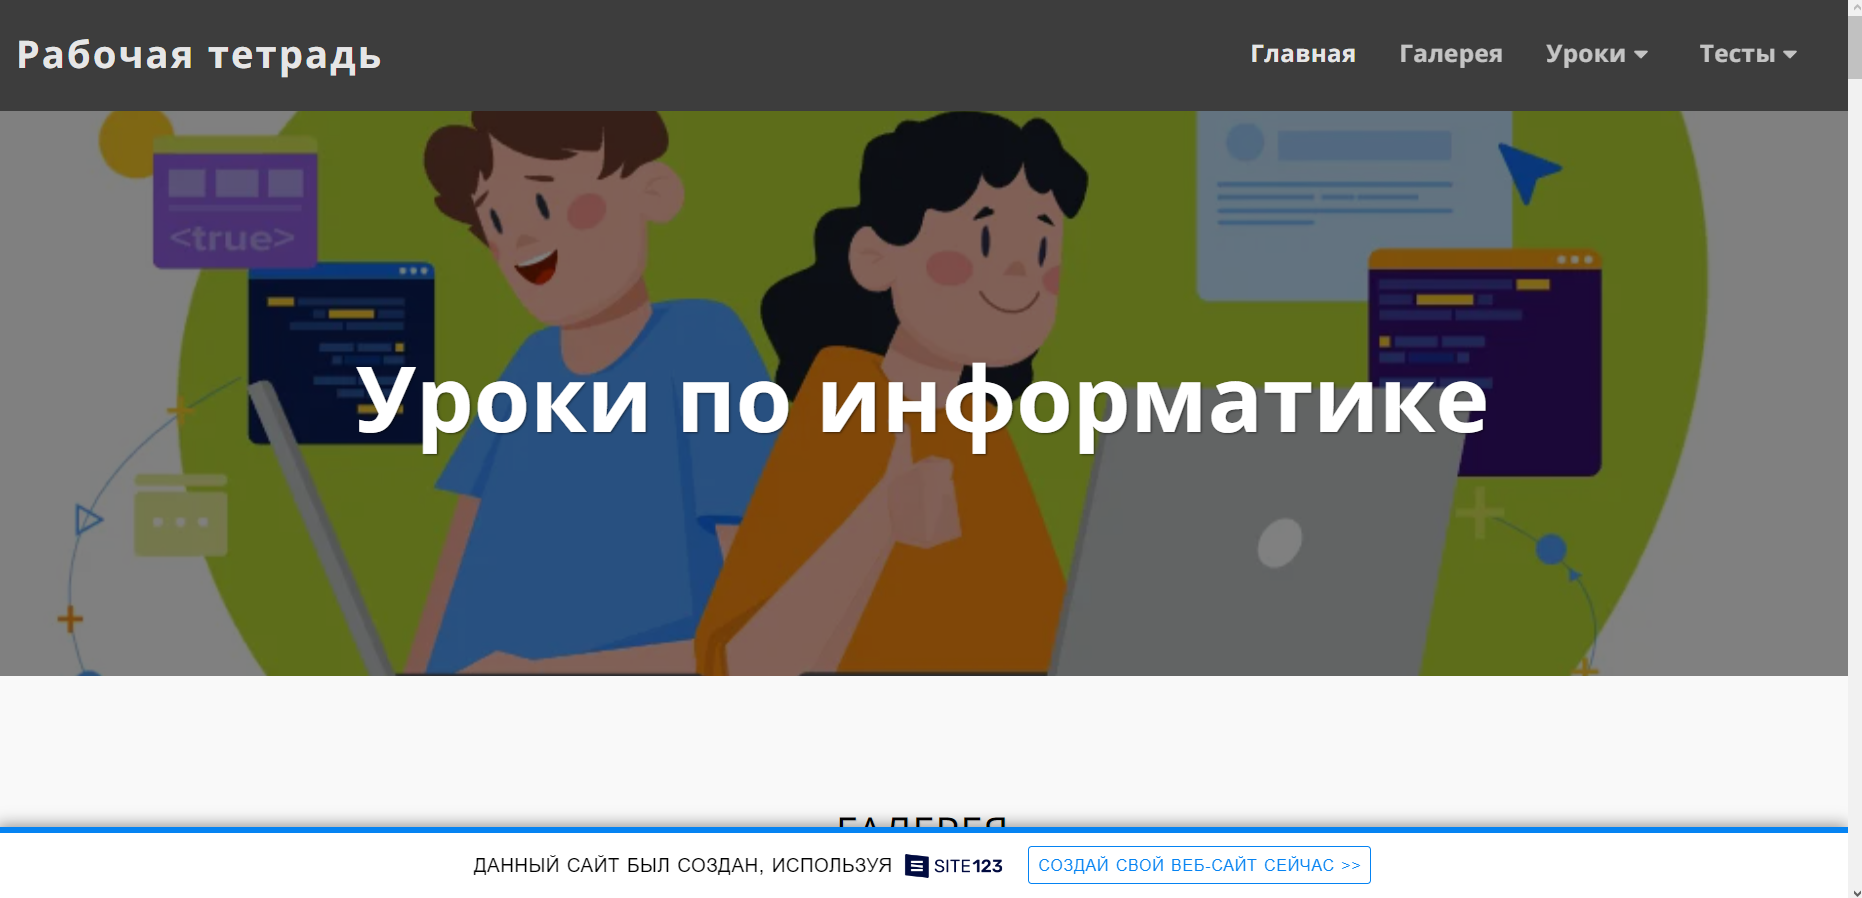 Рабочая тетрадь
Главная Галерея Уроки Тесты
<true>
Уроки по информатике
ГАЛЕРЕЯ
ДАННЫЙ САЙТ БЫЛ СОЗДАН, ИСПОЛЬЗУЯ SITE123 СОЗДАЙ СВОЙ ВЕБ-САЙТ СЕЙЧАС >>